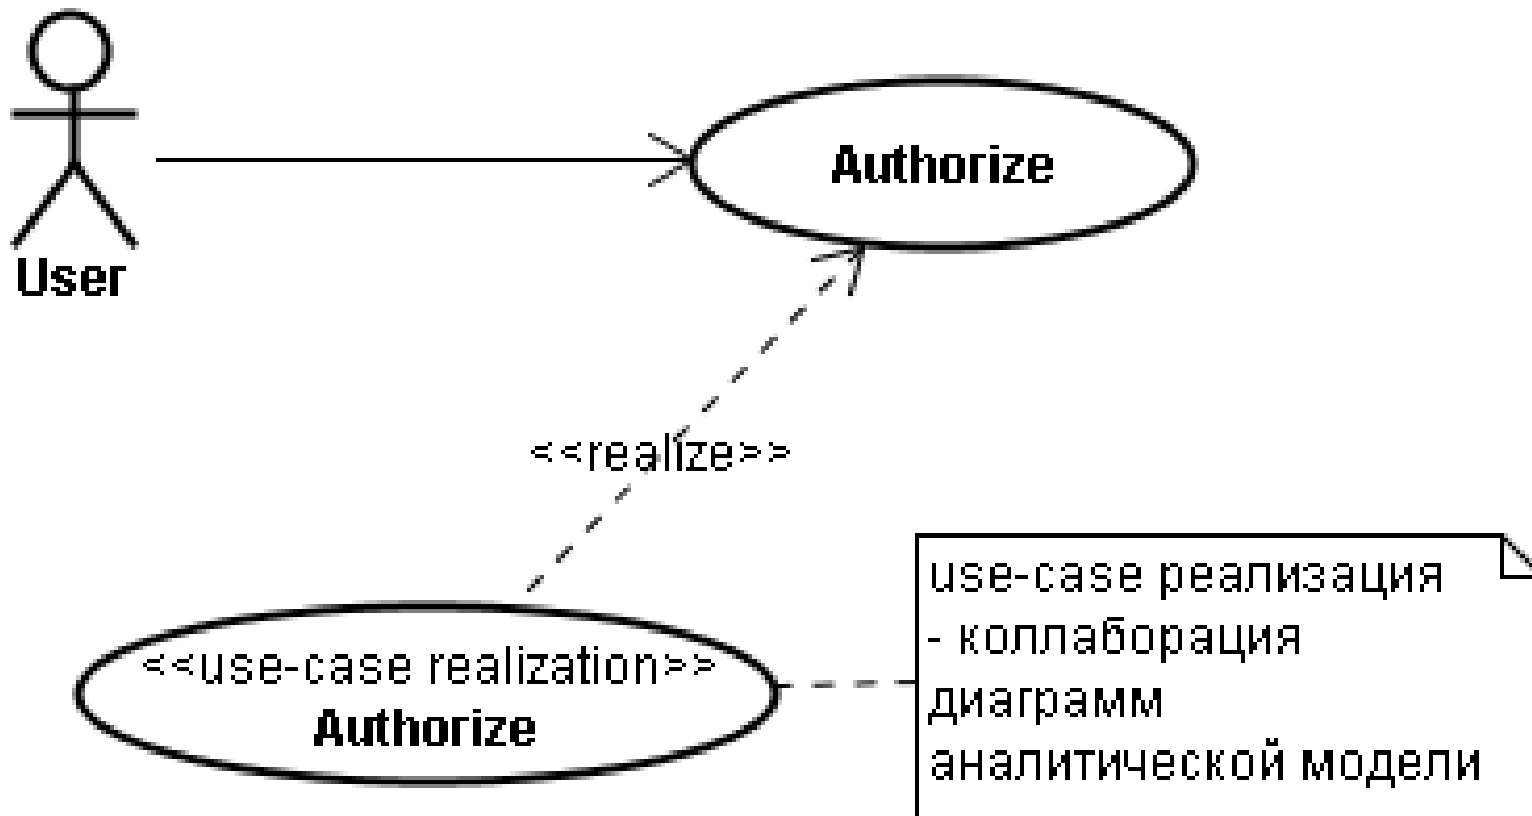 Authorize
User
<<realize>>
<<use-case realization>>
Authorize
use-case реализация
- коллаборация
диаграмм
аналитической модели